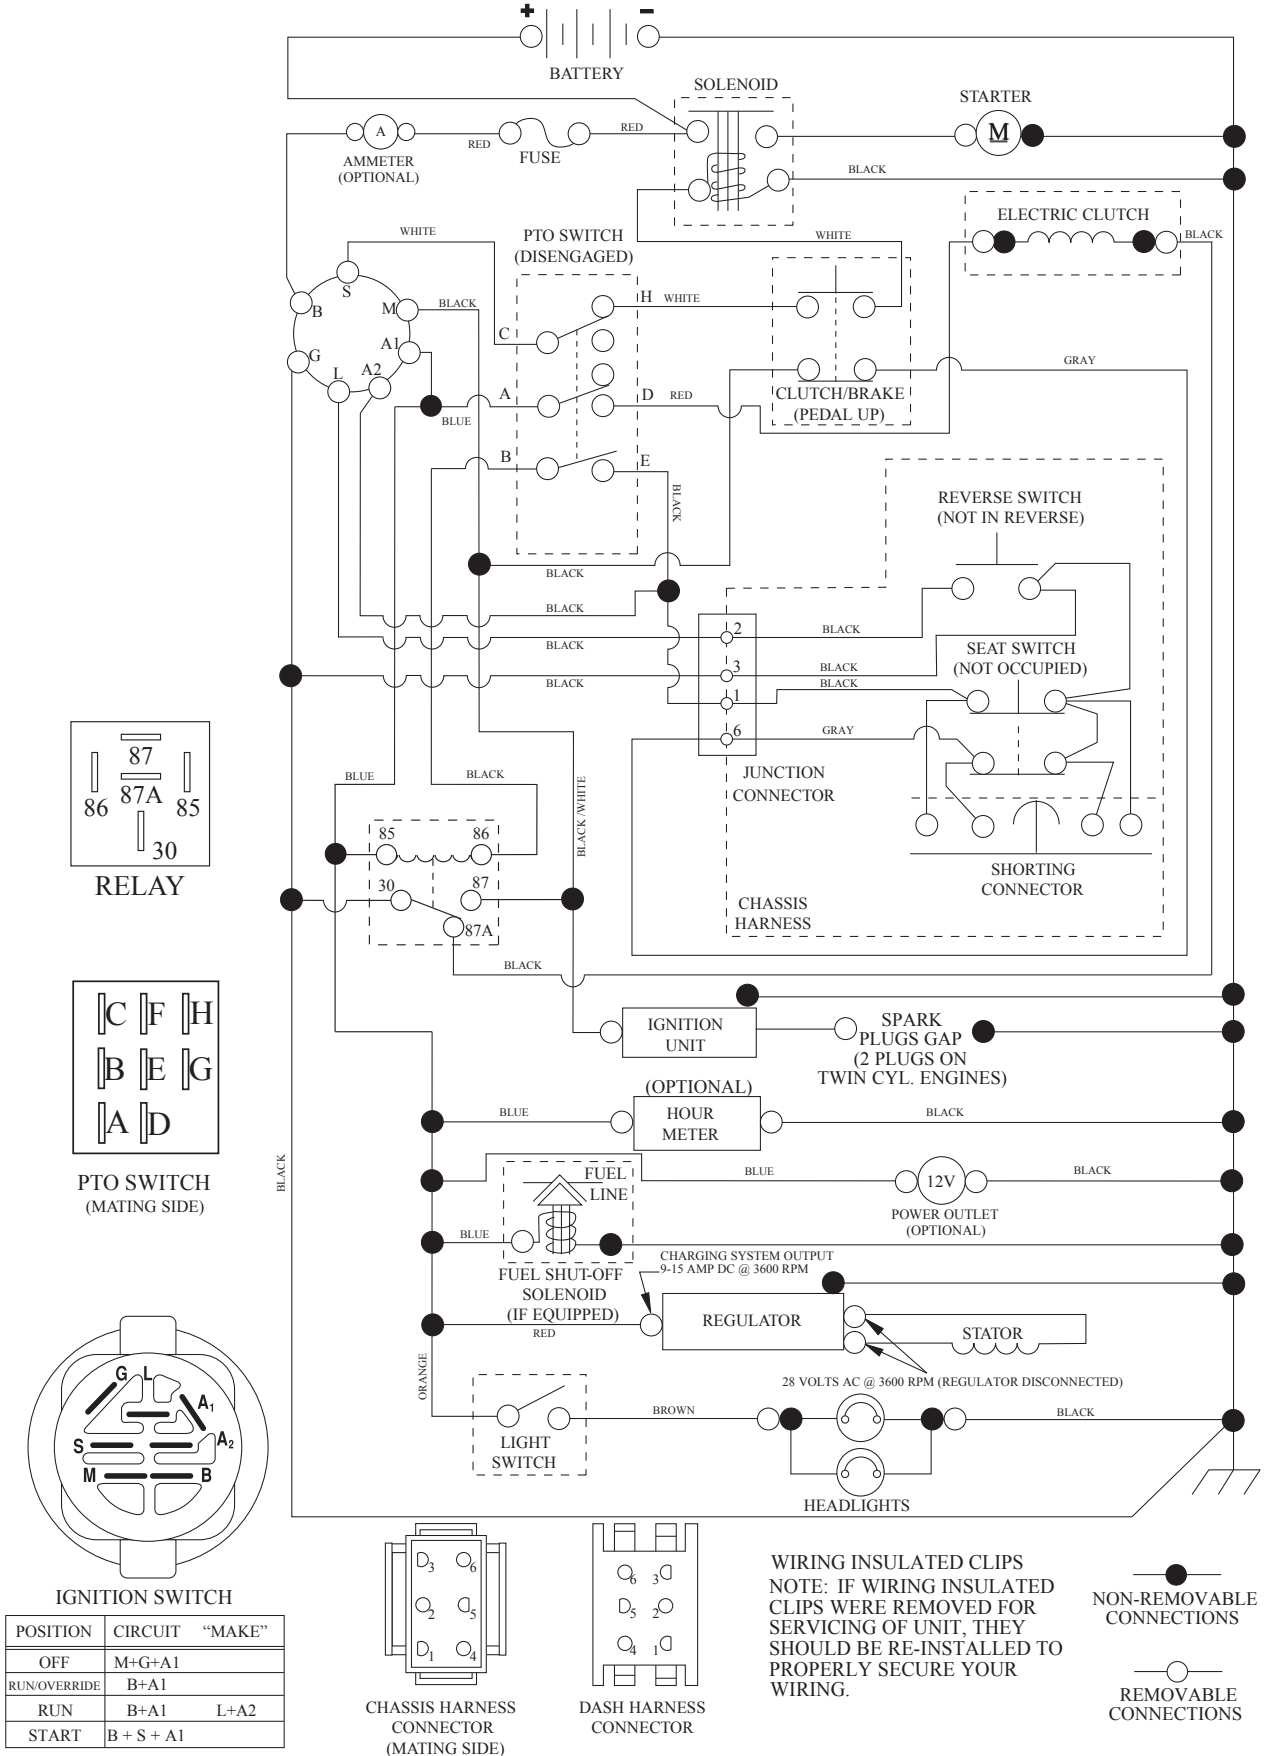 +
−
BATTERY
SOLENOID
STARTER
A
RED
FUSE
RED
M
AMMETER
(OPTIONAL)
BLACK
ELECTRIC CLUTCH
WHITE
PTO SWITCH
(DISENGAGED)
WHITE
BLACK
S
B
M
BLACK
H
WHITE
C
G
A1
L
A2
GRAY
A
D
RED
CLUTCH/BRAKE
(PEDAL UP)
BLUE
B
E
BLACK
REVERSE SWITCH
(NOT IN REVERSE)
BLACK
BLACK
BLACK
2
BLACK
SEAT SWITCH
(NOT OCCUPIED)
3
BLACK
BLACK
1
BLACK
6
GRAY
JUNCTION
CONNECTOR
87
87A
86
85
30
RELAY
BLUE
BLACK
BLACK /WHITE
85
86
30
87
87A
SHORTING
CONNECTOR
CHASSIS
HARNESS
BLACK
C
F
H
B
E
G
A
D
PTO SWITCH
(MATING SIDE)
IGNITION
UNIT
SPARK
PLUGS GAP
(2 PLUGS ON
TWIN CYL. ENGINES)
(OPTIONAL)
HOUR
METER
BLUE
BLACK
BLACK
FUEL
LINE
BLUE
12V
BLACK
POWER OUTLET
(OPTIONAL)
BLUE
FUEL SHUT-OFF
SOLENOID
(IF EQUIPPED)
CHARGING SYSTEM OUTPUT
9-15 AMP DC @ 3600 RPM
RED
REGULATOR
STATOR
28 VOLTS AC @ 3600 RPM (REGULATOR DISCONNECTED)
ORANGE
LIGHT
SWITCH
BROWN
BLACK
HEADLIGHTS
G
L
A1
S
A2
M
B
IGNITION SWITCH
POSITION CIRCUIT “MAKE”
OFF M+G+A1
RUN/OVERRIDE B+A1
RUN B+A1 L+A2
START B + S + A1
3
6
2
5
1
4
CHASSIS HARNESS
CONNECTOR
(MATING SIDE)
6
3
5
2
4
1
DASH HARNESS
CONNECTOR
WIRING INSULATED CLIPS
NOTE: IF WIRING INSULATED
CLIPS WERE REMOVED FOR
SERVICING OF UNIT, THEY
SHOULD BE RE-INSTALLED TO
PROPERLY SECURE YOUR
WIRING.
NON-REMOVABLE
CONNECTIONS
REMOVABLE
CONNECTIONS